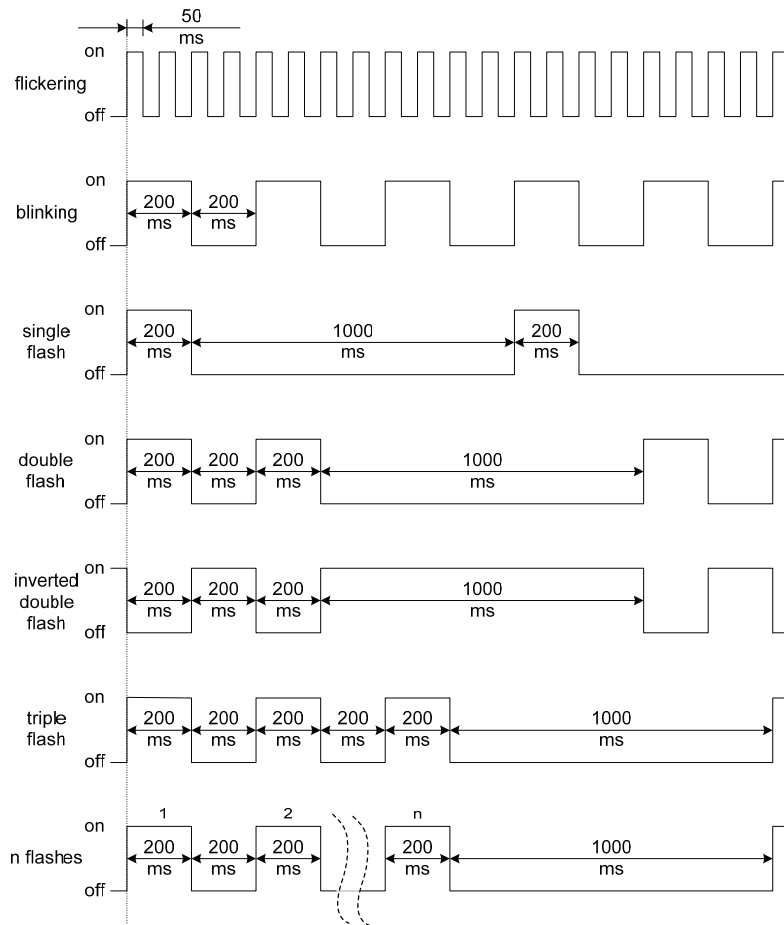 50
ms
on
flickering
off
on
200 200
blinking
ms ms
off
on
single
flash
200 1000 200
ms ms ms
off
on
double
flash
200 200 200 1000
ms ms ms ms
off
on
inverted
double
flash
200 200 200 1000
ms ms ms ms
off
on
triple
flash
200 200 200 200 200 1000
ms ms ms ms ms ms
off
1 2 n
on
n flashes
200 200 200 200 1000
ms ms ms ms ms
off